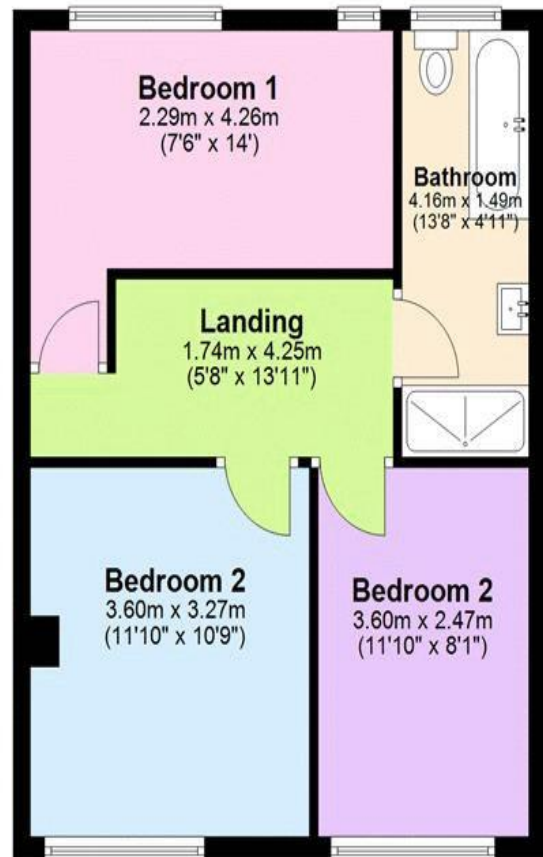 Bedroom 1
2.29m x 4.26m
(7'6" x 14')
Bathroom
4.16m x 1.49m
(13'8" x 4'11")
Landing
1.74m x 4.25m
(5'8" x 13'11")
Bedroom 2
3.60m x 3.27m
(11'10" x 10'9")
Bedroom 2
3.60m x 2.47m
(11'10" x 8'1")